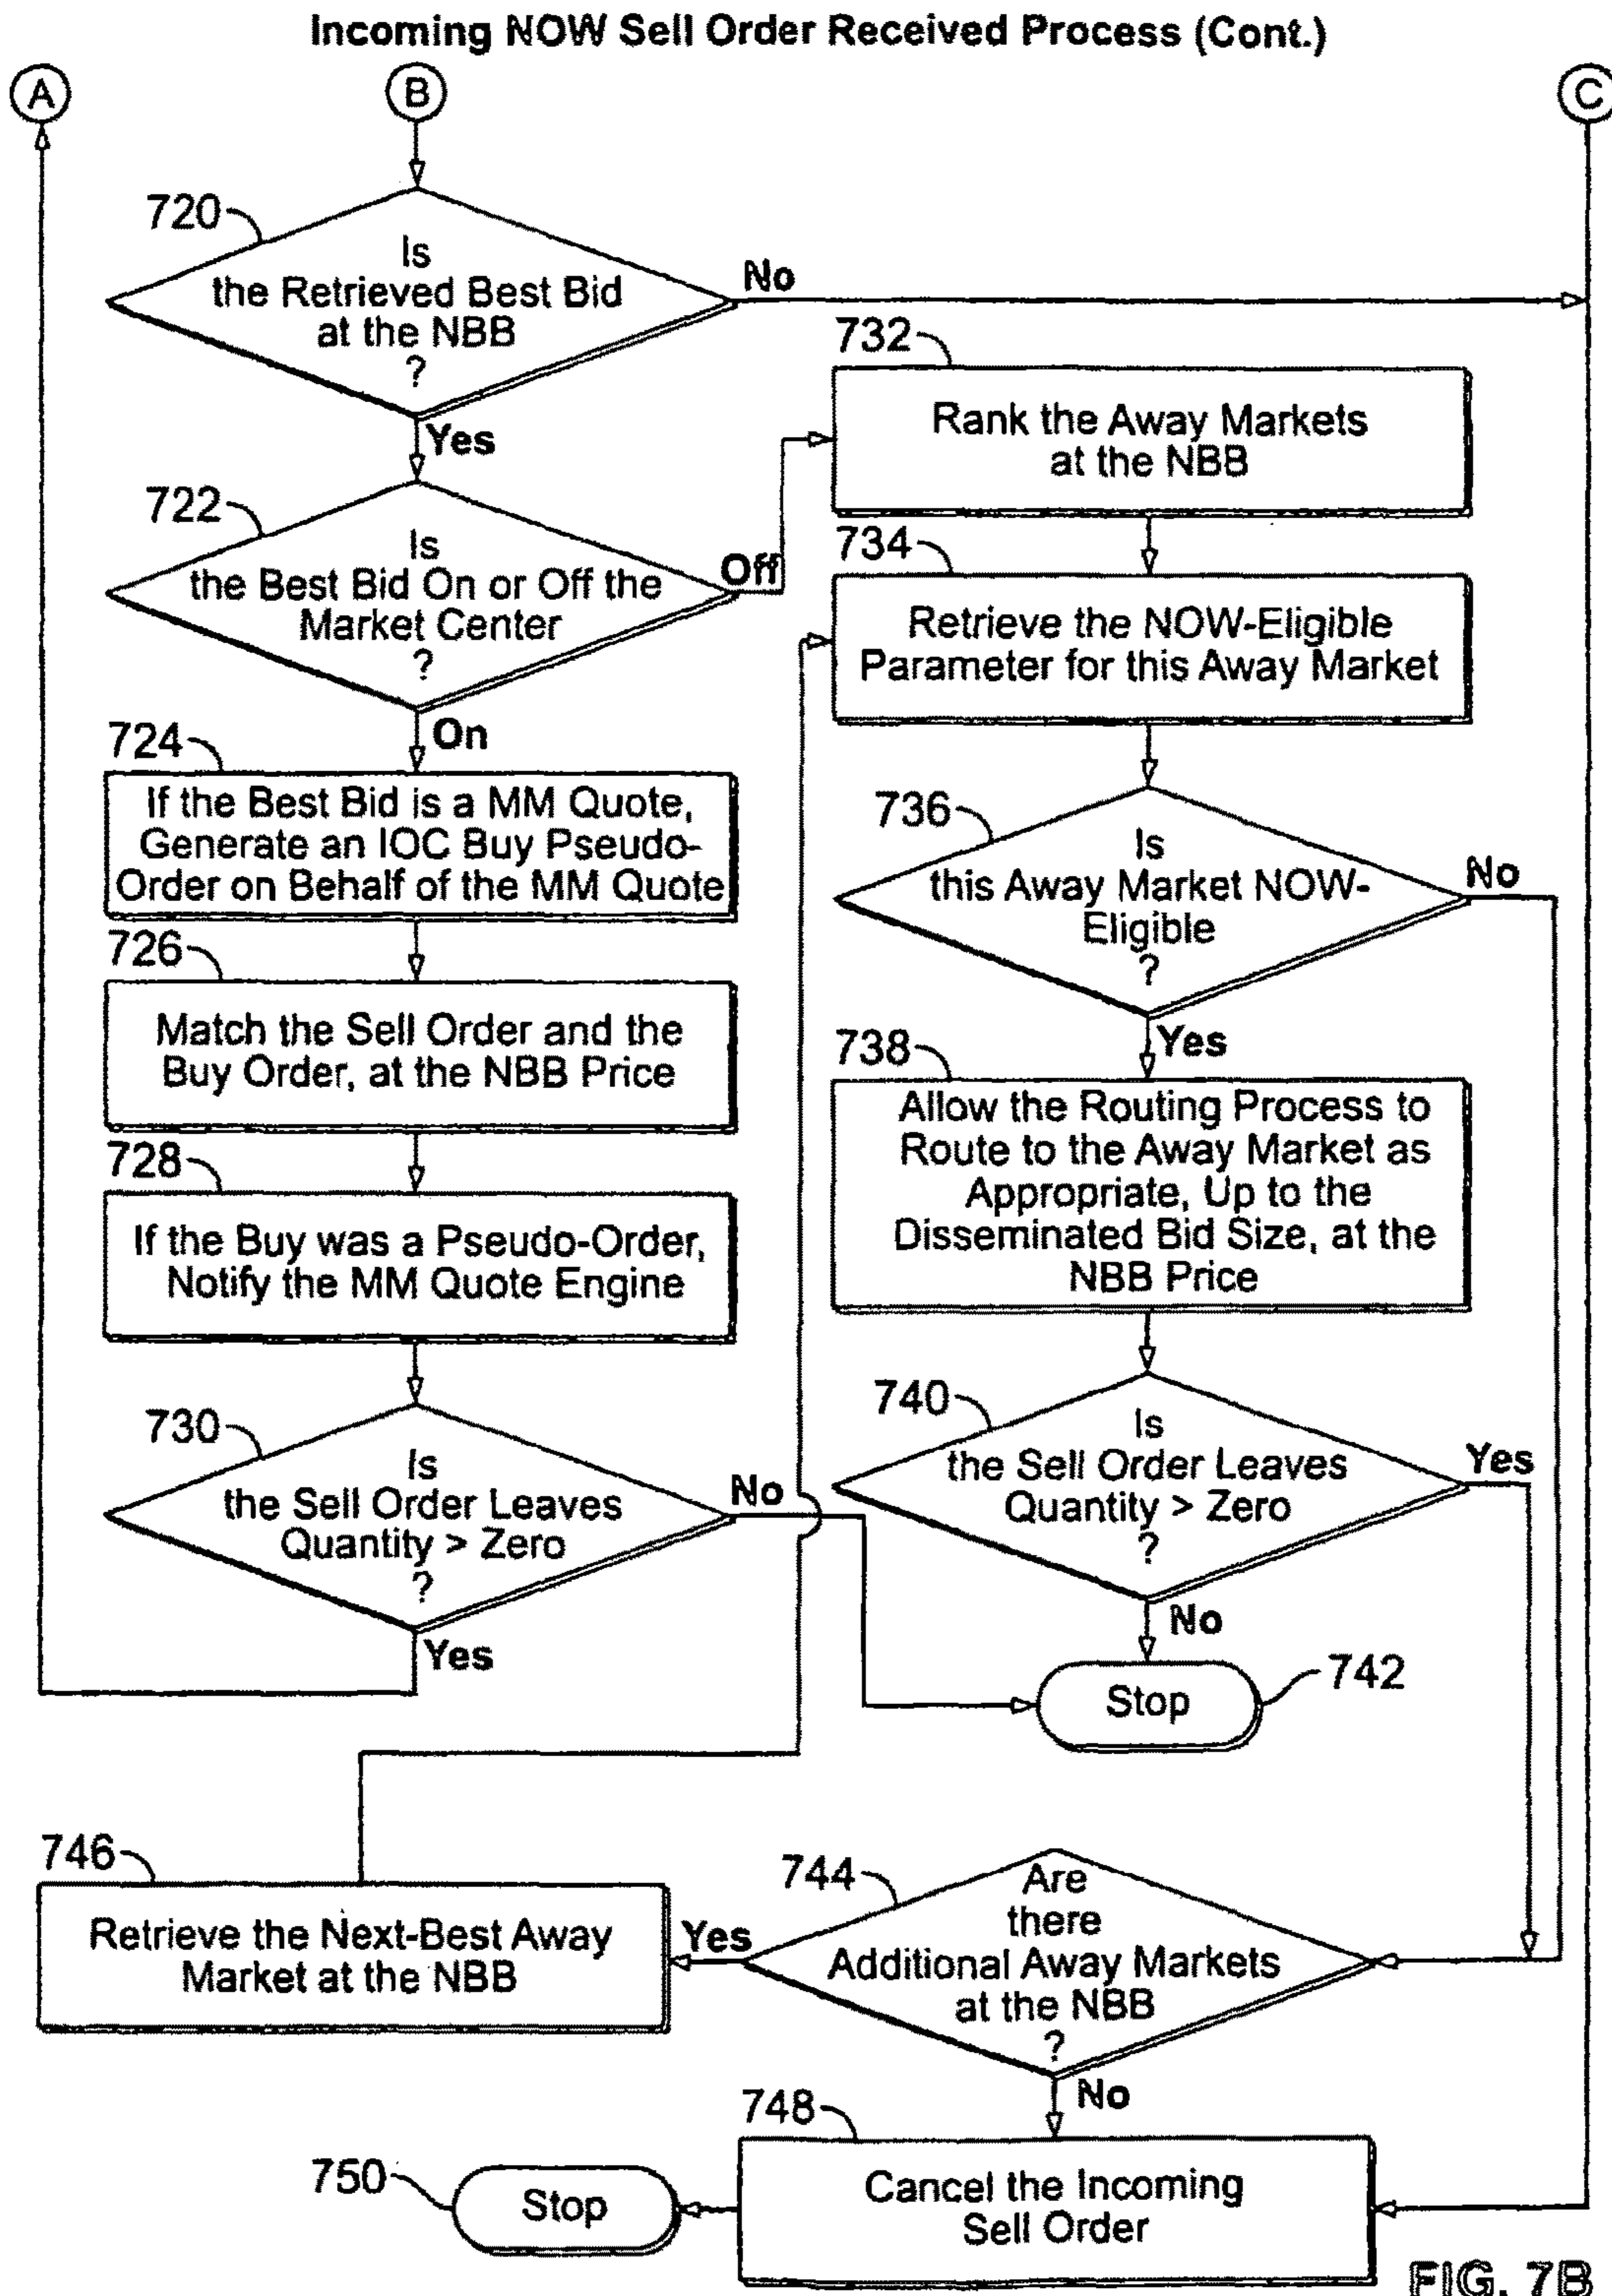 Incoming NOW Sell Order Received Process (Cont.)
A
B
C
720
Is
the Retrieved Best Bid
at the NBB
?
No
Yes
722
Is
the Best Bid On or Off the
Market Center
?
Off
On
724
If the Best Bid is a MM Quote,
Generate an IOC Buy Pseudo-
Order on Behalf of the MM Quote
726
Match the Sell Order and the
Buy Order, at the NBB Price
728
If the Buy was a Pseudo-Order,
Notify the MM Quote Engine
730
Is
the Sell Order Leaves
Quantity > Zero
?
No
Yes
732
Rank the Away Markets
at the NBB
734
Retrieve the NOW-Eligible
Parameter for this Away Market
736
Is
this Away Market NOW-
Eligible
?
No
Yes
738
Allow the Routing Process to
Route to the Away Market as
Appropriate, Up to the
Disseminated Bid Size, at the
NBB Price
740
Is
the Sell Order Leaves
Quantity > Zero
?
Yes
No
Stop
742
744
Are
there
Additional Away Markets
at the NBB
?
Yes
No
746
Retrieve the Next-Best Away
Market at the NBB
748
Cancel the Incoming
Sell Order
750
Stop
FIG. 7B